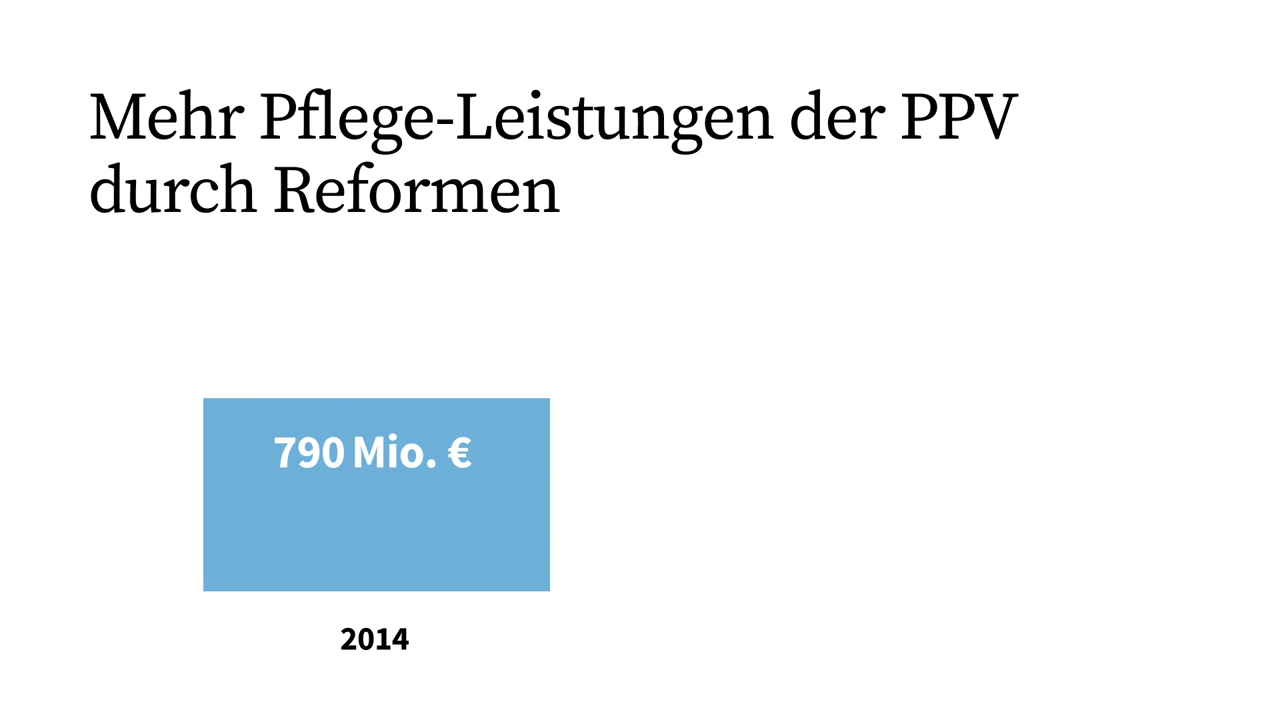 Mehr Pflege-Leistungen der PPV
durch Reformen
790 Mio. €
2014